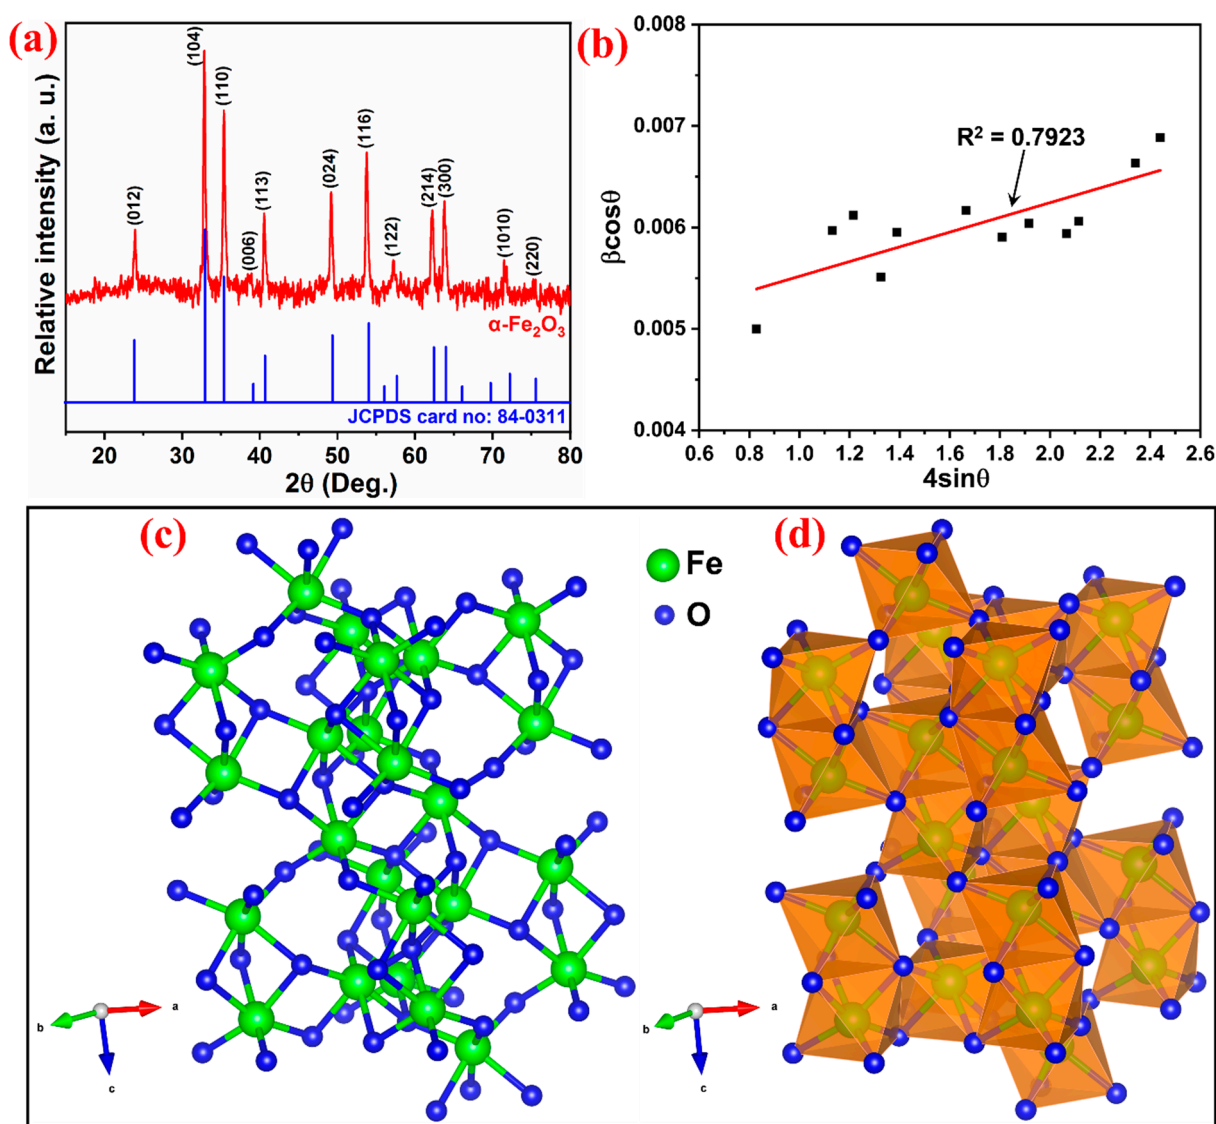 (a)
Relative intensity (a. u.)
(012)
(104)
(110)
(006)
(113)
(024)
(116)
(122)
(214)
(300)
(1010)
(220)
α-Fe₂O₃
JCPDS card no: 84-0311
20 30 40 50 60 70 80
2θ (Deg.)
(b)
βcosθ
0.008
0.007
0.006
0.005
0.004
R² = 0.7923
0.6 0.8 1.0 1.2 1.4 1.6 1.8 2.0 2.2 2.4 2.6
4sinθ
(c)
Fe
O
b
a
c
(d)
b
a
c